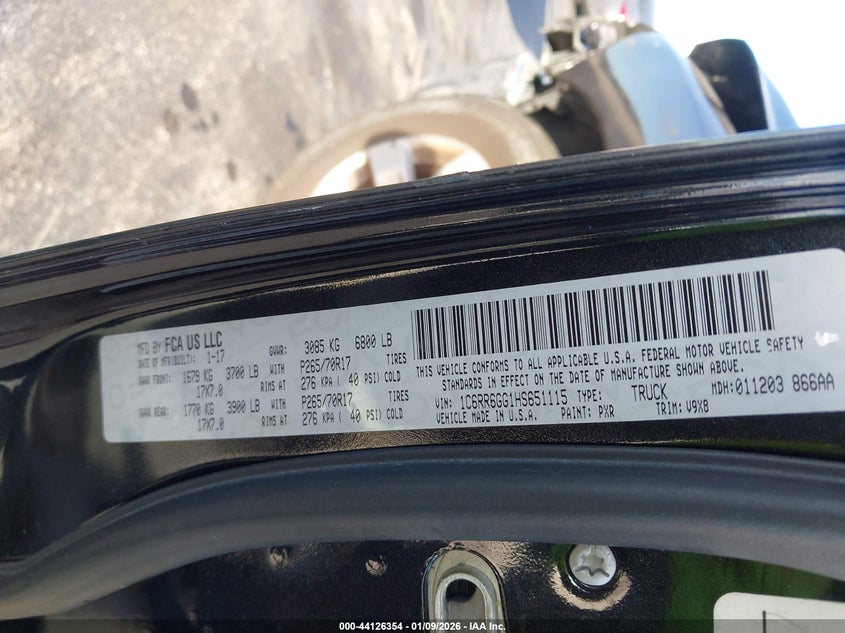 MFD BY FCA US LLC
DATE OF MFR(BUILT): 1-17 GVWR: 3085 KG 6800 LB
GAWR FRONT: 1679 KG 3700 LB WITH P265/70R17 TIRES
17X7.0 RIMS AT 276 KPA ( 40 PSI) COLD
GAWR REAR: 1770 KG 3900 LB WITH P265/70R17 TIRES
17X7.0 RIMS AT 276 KPA ( 40 PSI) COLD
THIS VEHICLE CONFORMS TO ALL APPLICABLE U.S.A. FEDERAL MOTOR VEHICLE SAFETY
STANDARDS IN EFFECT ON THE DATE OF MANUFACTURE SHOWN ABOVE.
VIN: 1C6RR6GG1HS651115 TYPE: TRUCK MDH:011203 866AA
VEHICLE MADE IN U.S.A. PAINT: PXR TRIM: V9X8
000-44126354 - 01/09/2026 - IAA Inc.